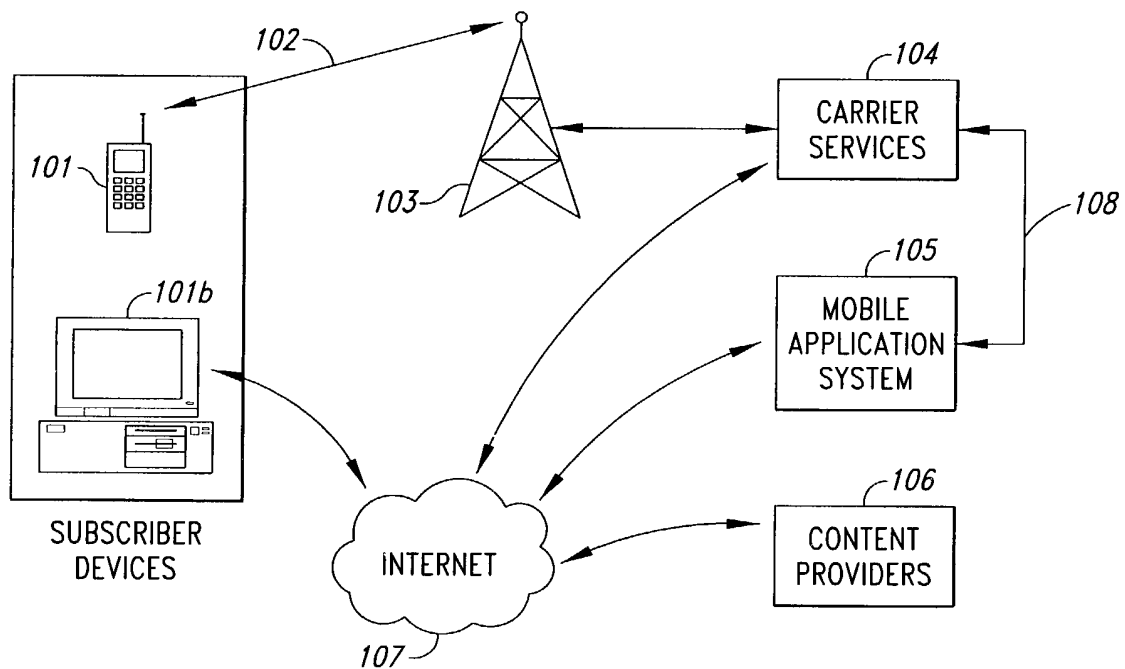 102
104
CARRIER
SERVICES
101
103
108
105
101b
MOBILE
APPLICATION
SYSTEM
106
SUBSCRIBER
DEVICES
INTERNET
CONTENT
PROVIDERS
107